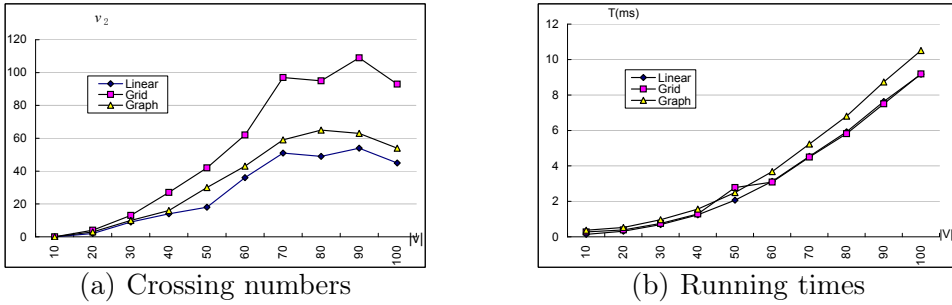 ν₂
120
100
80
60
40
20
0
Linear
Grid
Graph
10 20 30 40 50 60 70 80 90 100
|V|
(a) Crossing numbers
T(ms)
12
10
8
6
4
2
0
Linear
Grid
Graph
10 20 30 40 50 60 70 80 90 100
|V|
(b) Running times